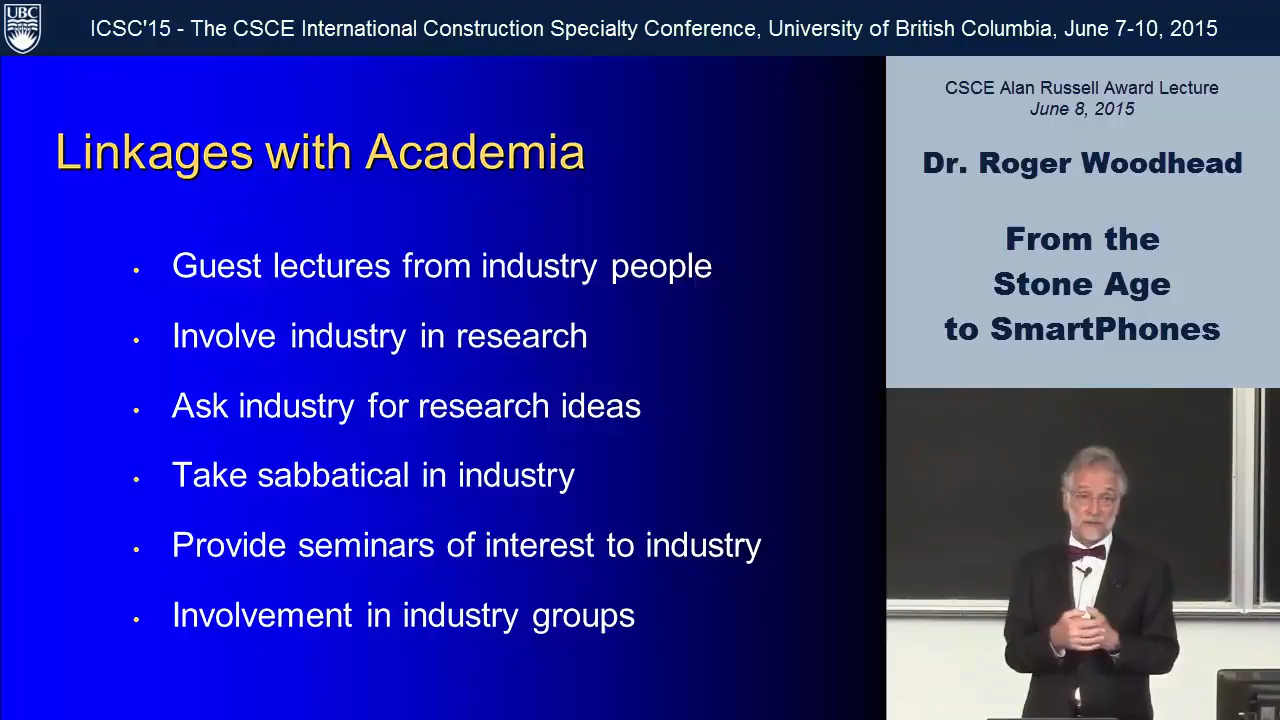 UBC
ICSC'15 - The CSCE International Construction Specialty Conference, University of British Columbia, June 7-10, 2015
Linkages with Academia
• Guest lectures from industry people
• Involve industry in research
• Ask industry for research ideas
• Take sabbatical in industry
• Provide seminars of interest to industry
• Involvement in industry groups
CSCE Alan Russell Award Lecture
June 8, 2015
Dr. Roger Woodhead
From the
Stone Age
to SmartPhones